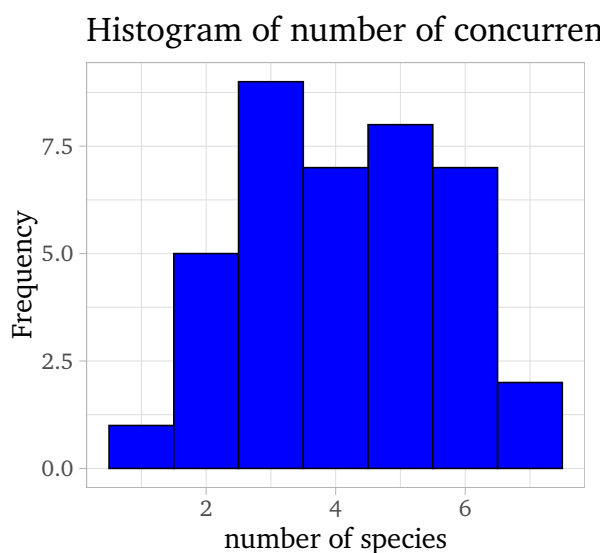 Histogram of number of concurren
7.5
5.0
2.5
0.0
Frequency
2 4 6
number of species